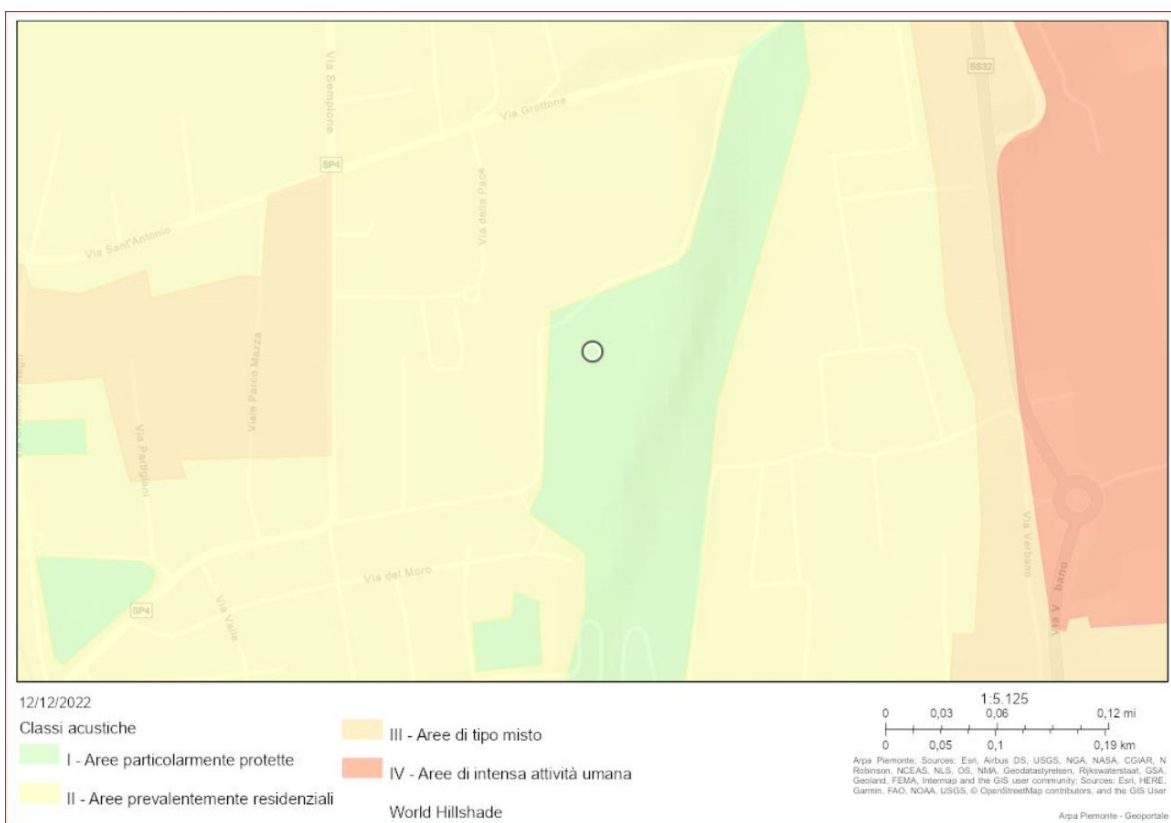 Via Sempione
Via Grottone
SS32
SP4
Via della Pace
Via Sant'Antonio
Viale Parco Mazza
Via Partigiani
Via del Moro
Via Valle
SP4
Via Verbano
Via V bano
12/12/2022
Classi acustiche
I - Aree particolarmente protette
II - Aree prevalentemente residenziali
III - Aree di tipo misto
IV - Aree di intensa attività umana
World Hillshade
1:5.125
0 0,03 0,06 0,12 mi
0 0,05 0,1 0,19 km
Arpa Piemonte; Sources: Esri, Airbus DS, USGS, NGA, NASA, CGIAR, N
Robinson, NCEAS, NLS, OS, NMA, Geodatastyrelsen, Rijkswaterstaat, GSA,
Geoland, FEMA, Intermap and the GIS user community; Sources: Esri, HERE,
Garmin, FAO, NOAA, USGS, © OpenStreetMap contributors, and the GIS User
Arpa Piemonte - Geoportale